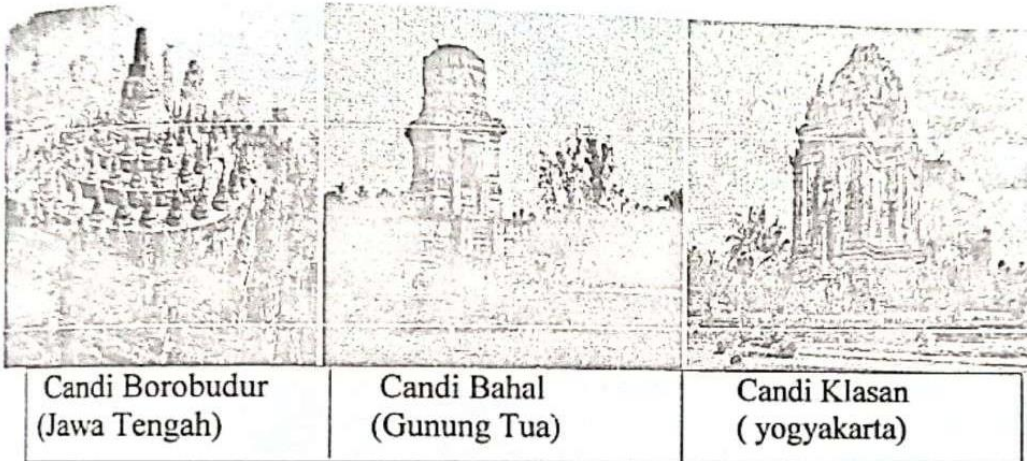 Candi Borobudur
(Jawa Tengah)
Candi Bahal
(Gunung Tua)
Candi Klasan
( yogyakarta)